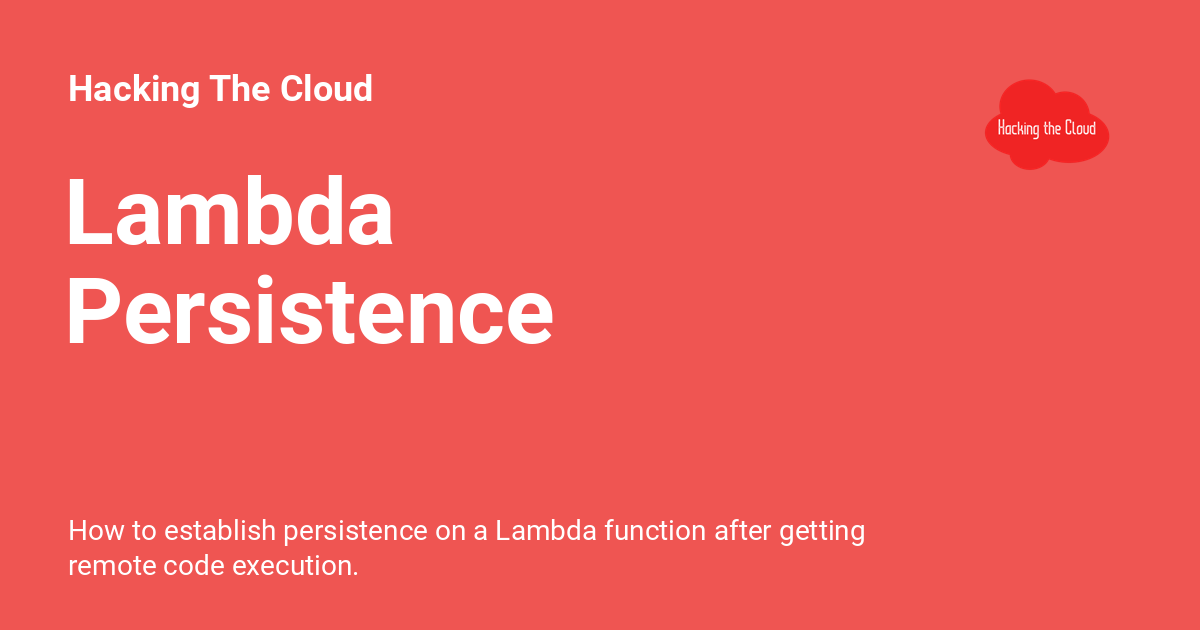 Hacking The Cloud
Hacking the Cloud
Lambda
Persistence
How to establish persistence on a Lambda function after getting
remote code execution.